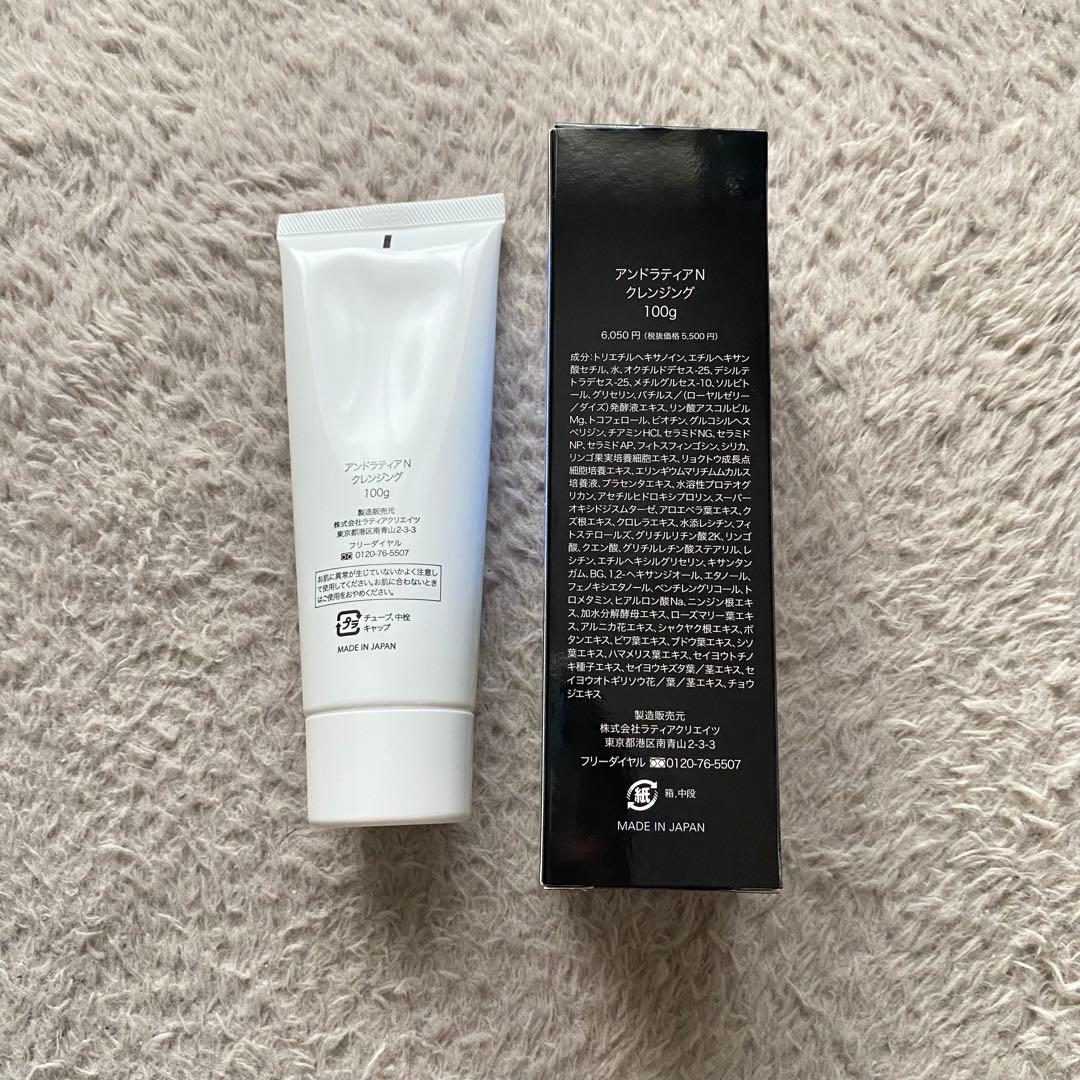 アンドラティアN
クレンジング
100g
製造販売元
株式会社ラティアクリエイツ
東京都港区南青山2-3-3
フリーダイヤル
0120-76-5507
お肌に異常が生じていないかよく注意し
て使用してください。お肌に合わないとき
はご使用をおやめください。
プラ
チューブ、中栓
キャップ
MADE IN JAPAN
アンドラティアN
クレンジング
100g
6,050円(税抜価格5,500円)
成分:トリエチルヘキサノイン、エチルヘキサン
酸セチル、水、オクチルドデセス-25、デシルテ
トラデセス-25、メチルグルセス-10、ソルビト
ール、グリセリン、バチルス/(ローヤルゼリー
/ダイズ)発酵液エキス、リン酸アスコルビル
Mg、トコフェロール、ビオチン、グルコシルヘス
ペリジン、チアミンHCl、セラミドNG、セラミド
NP、セラミドAP、フィトスフィンゴシン、シリカ、
リンゴ果実培養細胞エキス、リョクトウ成長点
細胞培養エキス、エリンギウムマリチムムカルス
培養液、プラセンタエキス、水溶性プロテオグ
リカン、アセチルヒドロキシプロリン、スーパー
オキシドジスムターゼ、アロエベラ葉エキス、ク
ズ根エキス、クロレラエキス、水添レシチン、フィ
トステロールズ、グリチルリチン酸2K、リンゴ
酸、クエン酸、グリチルレチン酸ステアリル、レ
シチン、エチルヘキシルグリセリン、キサンタン
ガム、BG、1,2-ヘキサンジオール、エタノール、
フェノキシエタノール、ペンチレングリコール、ト
ロメタミン、ヒアルロン酸Na、ニンジン根エキ
ス、加水分解酵母エキス、ローズマリー葉エキ
ス、アルニカ花エキス、シャクヤク根エキス、ボ
タンエキス、ビワ葉エキス、ブドウ葉エキス、シソ
葉エキス、ハマメリス葉エキス、セイヨウトチノ
キ種子エキス、セイヨウキズタ葉/茎エキス、セ
イヨウオトギリソウ花/葉/茎エキス、チョウ
ジエキス
製造販売元
株式会社ラティアクリエイツ
東京都港区南青山2-3-3
フリーダイヤル 0120-76-5507
紙 箱、中段
MADE IN JAPAN